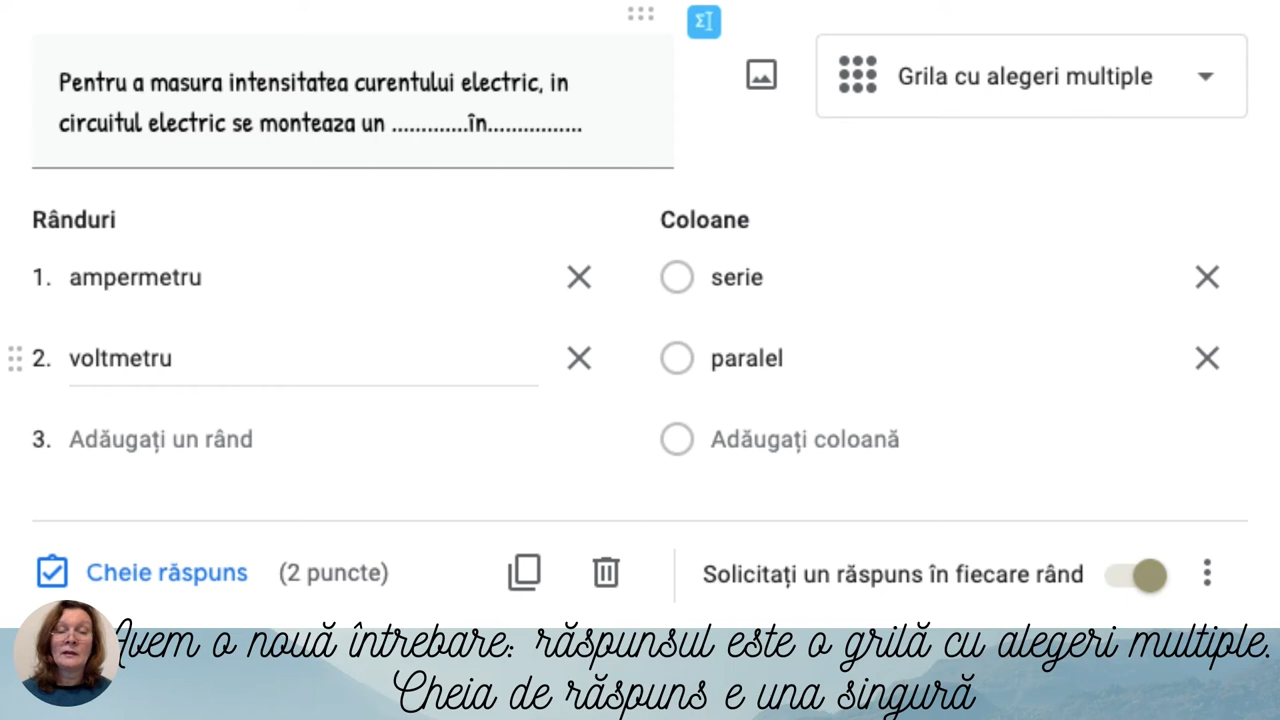 Pentru a masura intensitatea curentului electric, in
circuitul electric se monteaza un .............în................
Grila cu alegeri multiple
Rânduri
Coloane
1. ampermetru
serie
2. voltmetru
paralel
3. Adăugați un rând
Adăugați coloană
Cheie răspuns (2 puncte)
Solicitați un răspuns în fiecare rând
Avem o nouă întrebare: răspunsul este o grilă cu alegeri multiple.
Cheia de răspuns e una singură